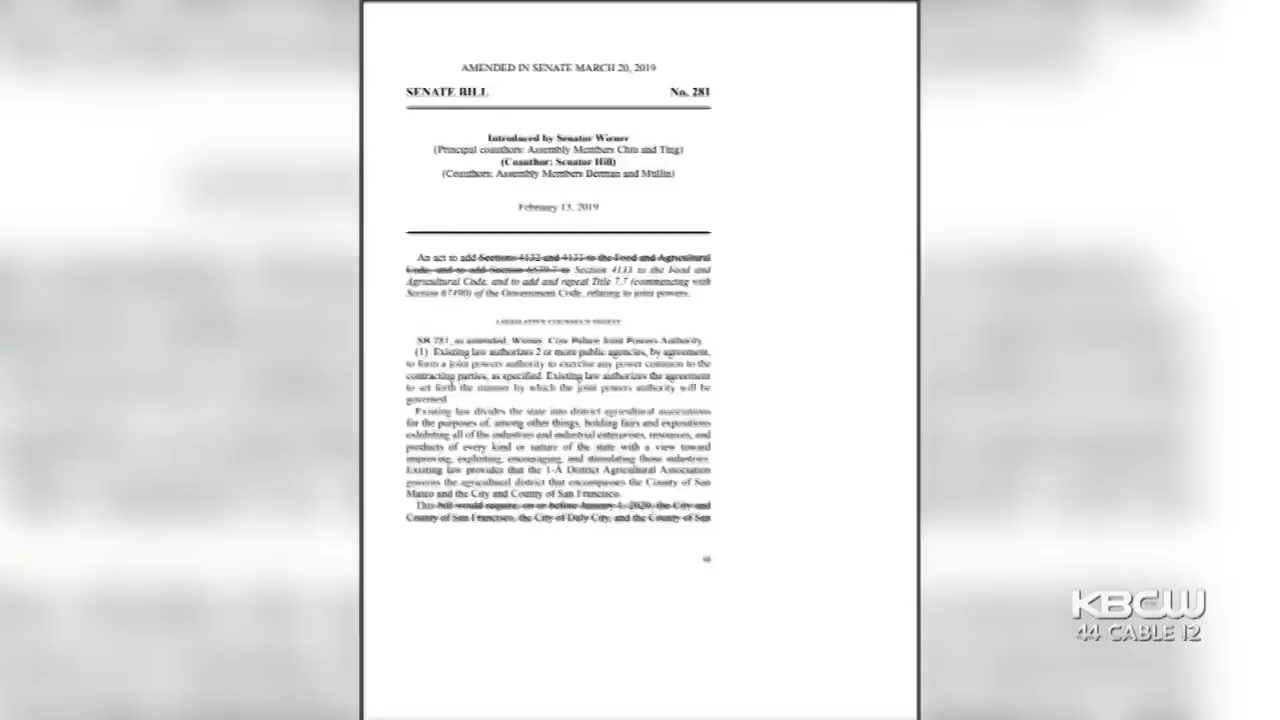 AMENDED IN SENATE MARCH 20, 2019
SENATE BILL No. 281
Introduced by Senator Wiener
(Principal coauthors: Assembly Members Chiu and Ting)
(Coauthor: Senator Hill)
(Coauthors: Assembly Members Berman and Mullin)
February 13, 2019
An act to add Sections 4132 and 4133 to the Food and Agricultural
Code, and to add Section 6520.7 to Section 4133 to the Food and
Agricultural Code, and to add and repeal Title 7.7 (commencing with
Section 67490) of the Government Code, relating to joint powers.
LEGISLATIVE COUNSEL'S DIGEST
SB 281, as amended, Wiener. Cow Palace Joint Powers Authority.
(1) Existing law authorizes 2 or more public agencies, by agreement,
to form a joint powers authority to exercise any power common to the
contracting parties, as specified. Existing law authorizes the agreement
to set forth the manner by which the joint powers authority will be
governed.
Existing law divides the state into district agricultural associations
for the purposes of, among other things, holding fairs and expositions
exhibiting all of the industries and industrial enterprises, resources, and
products of every kind or nature of the state with a view toward
improving, exploiting, encouraging, and stimulating those industries.
Existing law provides that the 1-A District Agricultural Association
governs the agricultural district that encompasses the County of San
Mateo and the City and County of San Francisco.
This bill would require, on or before January 1, 2020, the City and
County of San Francisco, the City of Daly City, and the County of San
98
KBCW
44 CABLE 12